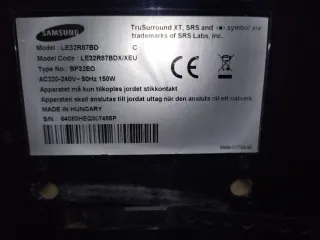 SAMSUNG
TruSurround XT, SRS and (●) symbol are
trademarks of SRS Labs, Inc.
Model : LE32R87BD C
Model Code : LE32R87BDX/XEU
Type No : BP32EO
AC220-240V~ 50Hz 150W
Apparatet må kun tilkoples jordet stikkontakt
CE
Apparaten skall anslutas till jordat uttag när den ansluts till ett nätverk
MADE IN HUNGARY
S/N :